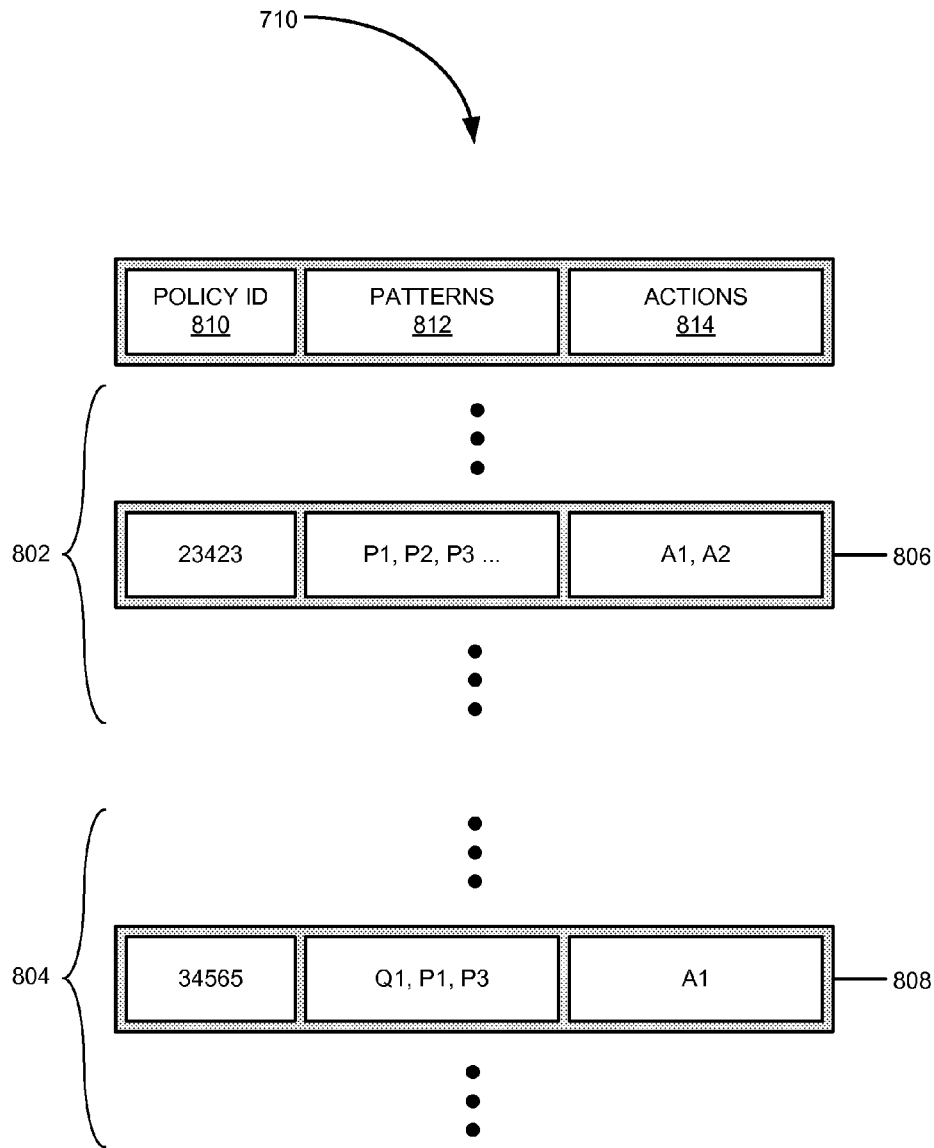 710
POLICY ID
810
PATTERNS
812
ACTIONS
814
802
23423
P1, P2, P3 ...
A1, A2
806
804
34565
Q1, P1, P3
A1
808